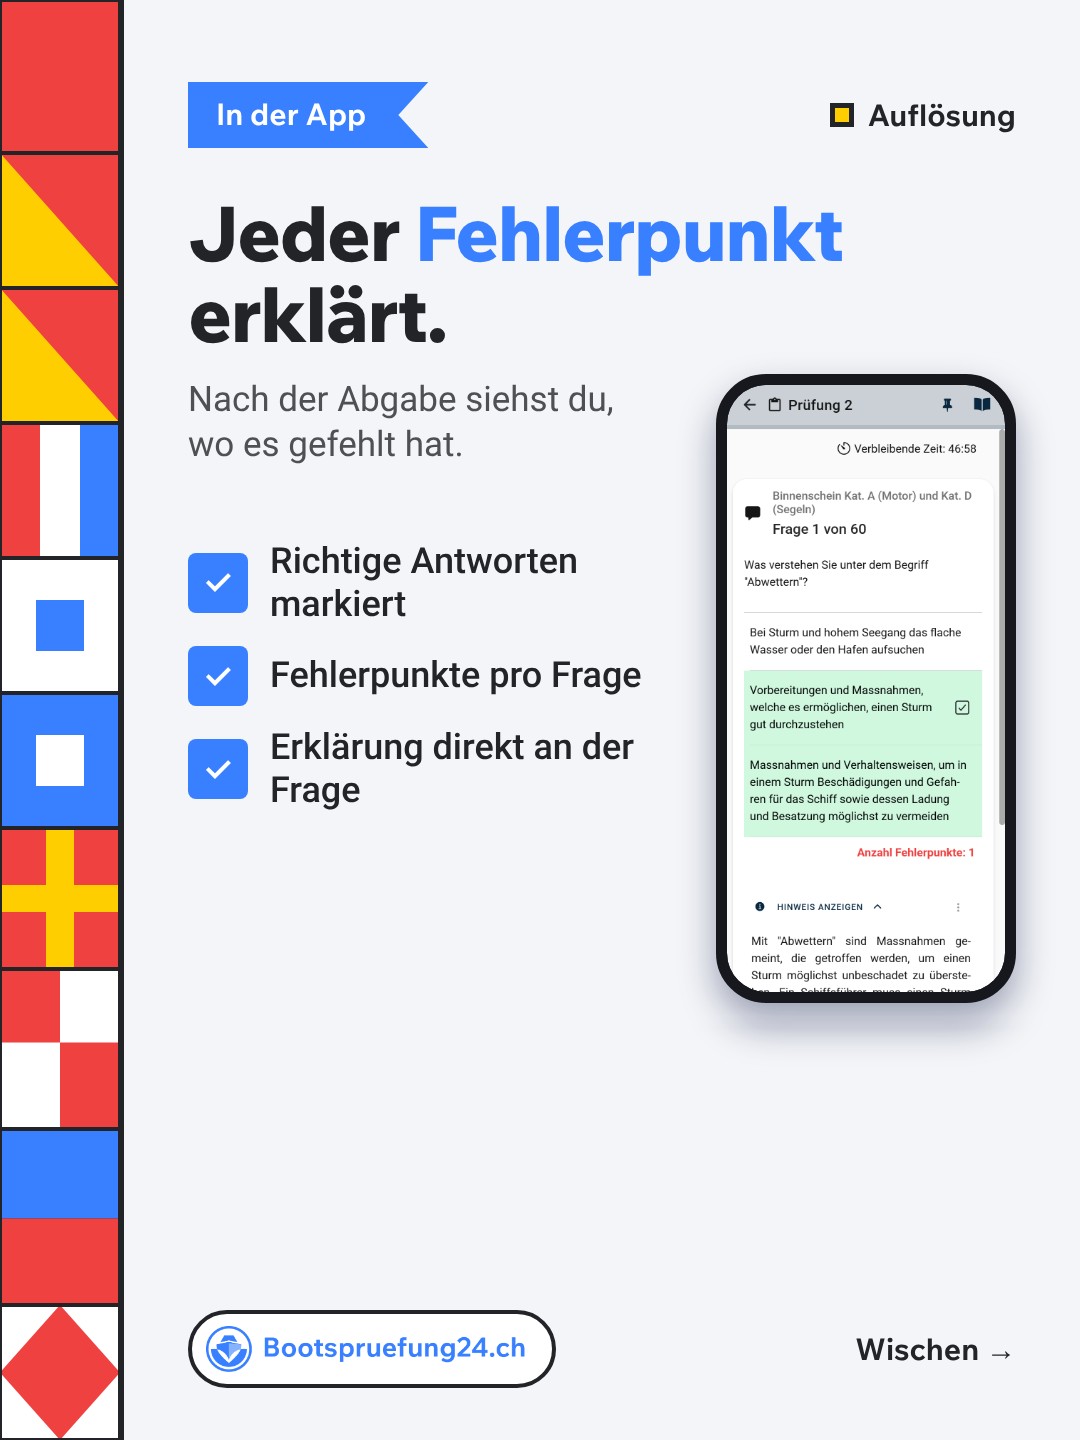 In der App
Auflösung
Jeder Fehlerpunkt
erklärt.
Nach der Abgabe siehst du,
wo es gefehlt hat.
Richtige Antworten
markiert
Fehlerpunkte pro Frage
Erklärung direkt an der
Frage
Prüfung 2
Verbleibende Zeit: 46:58
Binnenschein Kat. A (Motor) und Kat. D
(Segeln)
Frage 1 von 60
Was verstehen Sie unter dem Begriff
"Abwettern"?
Bei Sturm und hohem Seegang das flache
Wasser oder den Hafen aufsuchen
Vorbereitungen und Massnahmen,
welche es ermöglichen, einen Sturm
gut durchzustehen
Massnahmen und Verhaltensweisen, um in
einem Sturm Beschädigungen und Gefah-
ren für das Schiff sowie dessen Ladung
und Besatzung möglichst zu vermeiden
Anzahl Fehlerpunkte: 1
HINWEIS ANZEIGEN
Mit "Abwettern" sind Massnahmen ge-
meint, die getroffen werden, um einen
Sturm möglichst unbeschadet zu überste-
hen. Ein Schiffsführer muss einen Sturm
Bootspruefung24.ch
Wischen →